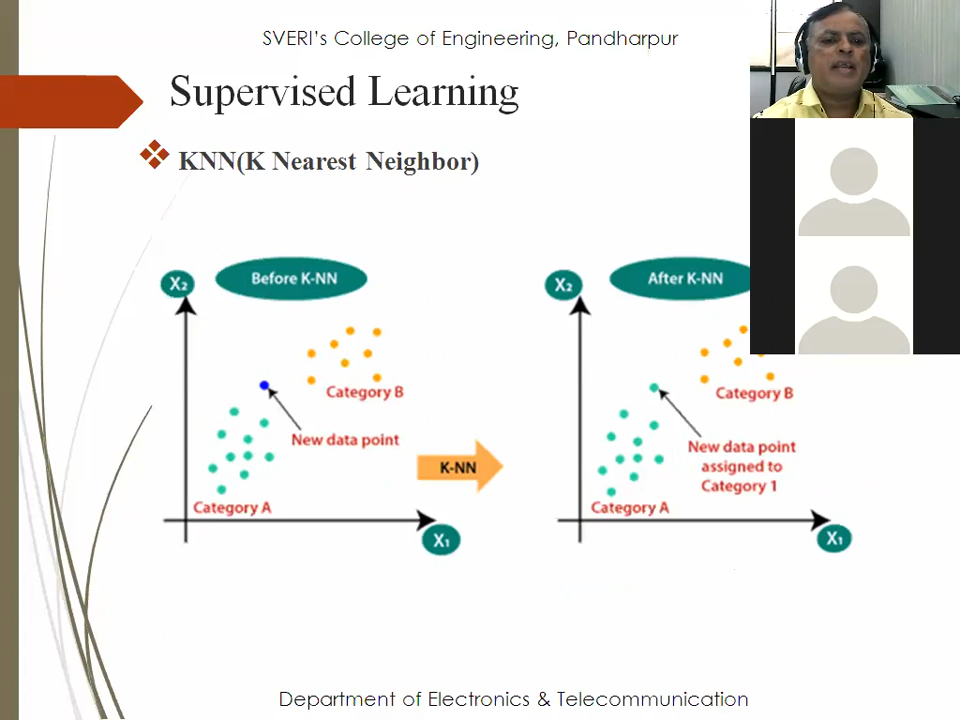 SVERI's College of Engineering, Pandharpur
Supervised Learning
KNN(K Nearest Neighbor)
X2
Before K-NN
Category B
New data point
Category A
X1
K-NN
X2
After K-NN
Category B
New data point
assigned to
Category 1
Category A
X1
Department of Electronics & Telecommunication